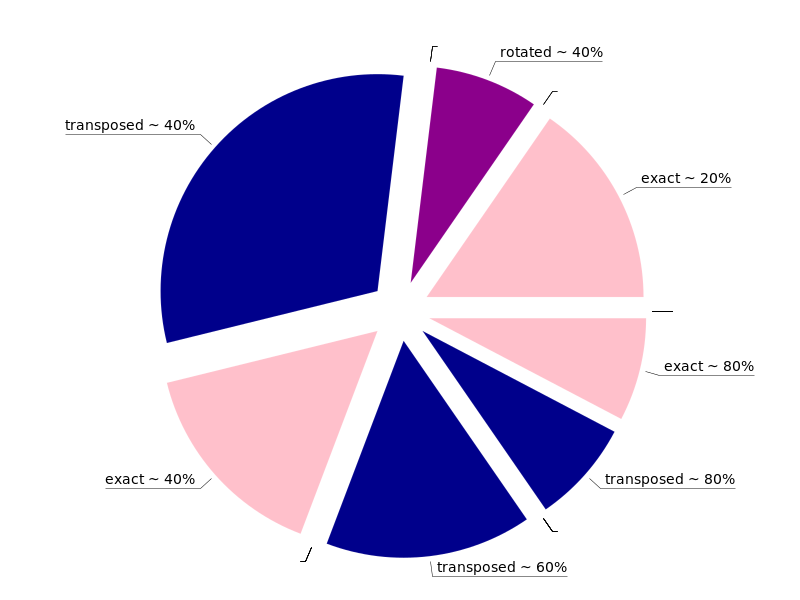 rotated ~ 40%
transposed ~ 40%
exact ~ 20%
exact ~ 80%
exact ~ 40%
transposed ~ 80%
transposed ~ 60%